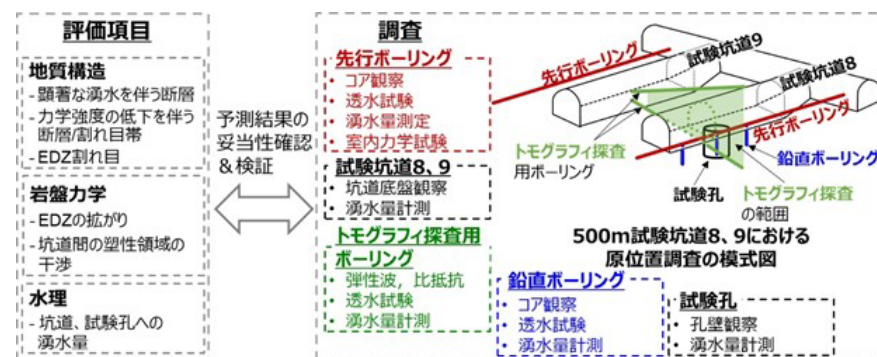 評価項目
地質構造
- 顕著な湧水を伴う断層
- 力学強度の低下を伴う
断層/割れ目帯
- EDZ割れ目
岩盤力学
- EDZの拡がり
- 坑道間の塑性領域の
干渉
水理
- 坑道、試験孔への
湧水量
予測結果の
妥当性確認
&検証
調査
先行ボーリング
• コア観察
• 透水試験
• 湧水量測定
• 室内力学試験
試験坑道8、9
• 坑道底盤観察
• 湧水量計測
トモグラフィ探査用
ボーリング
• 弾性波，比抵抗
• 透水試験
• 湧水量計測
先行ボーリング
試験坑道9
試験坑道8
先行ボーリング
トモグラフィ探査
用ボーリング
鉛直ボーリング
試験孔
トモグラフィ探査
の範囲
500m試験坑道8、9における
原位置調査の模式図
鉛直ボーリング
• コア観察
• 透水試験
• 湧水量計測
試験孔
• 孔壁観察
• 湧水量計測